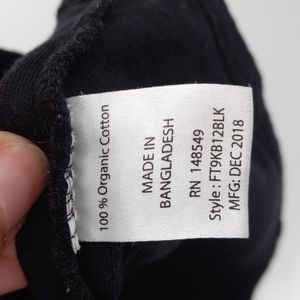 100 % Organic Cotton
MADE IN
BANGLADESH
RN 148549
Style : FT9KB12BLK
MFG: DEC 2018